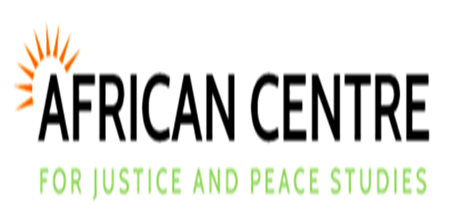 AFRICAN CENTRE
FOR JUSTICE AND PEACE STUDIES